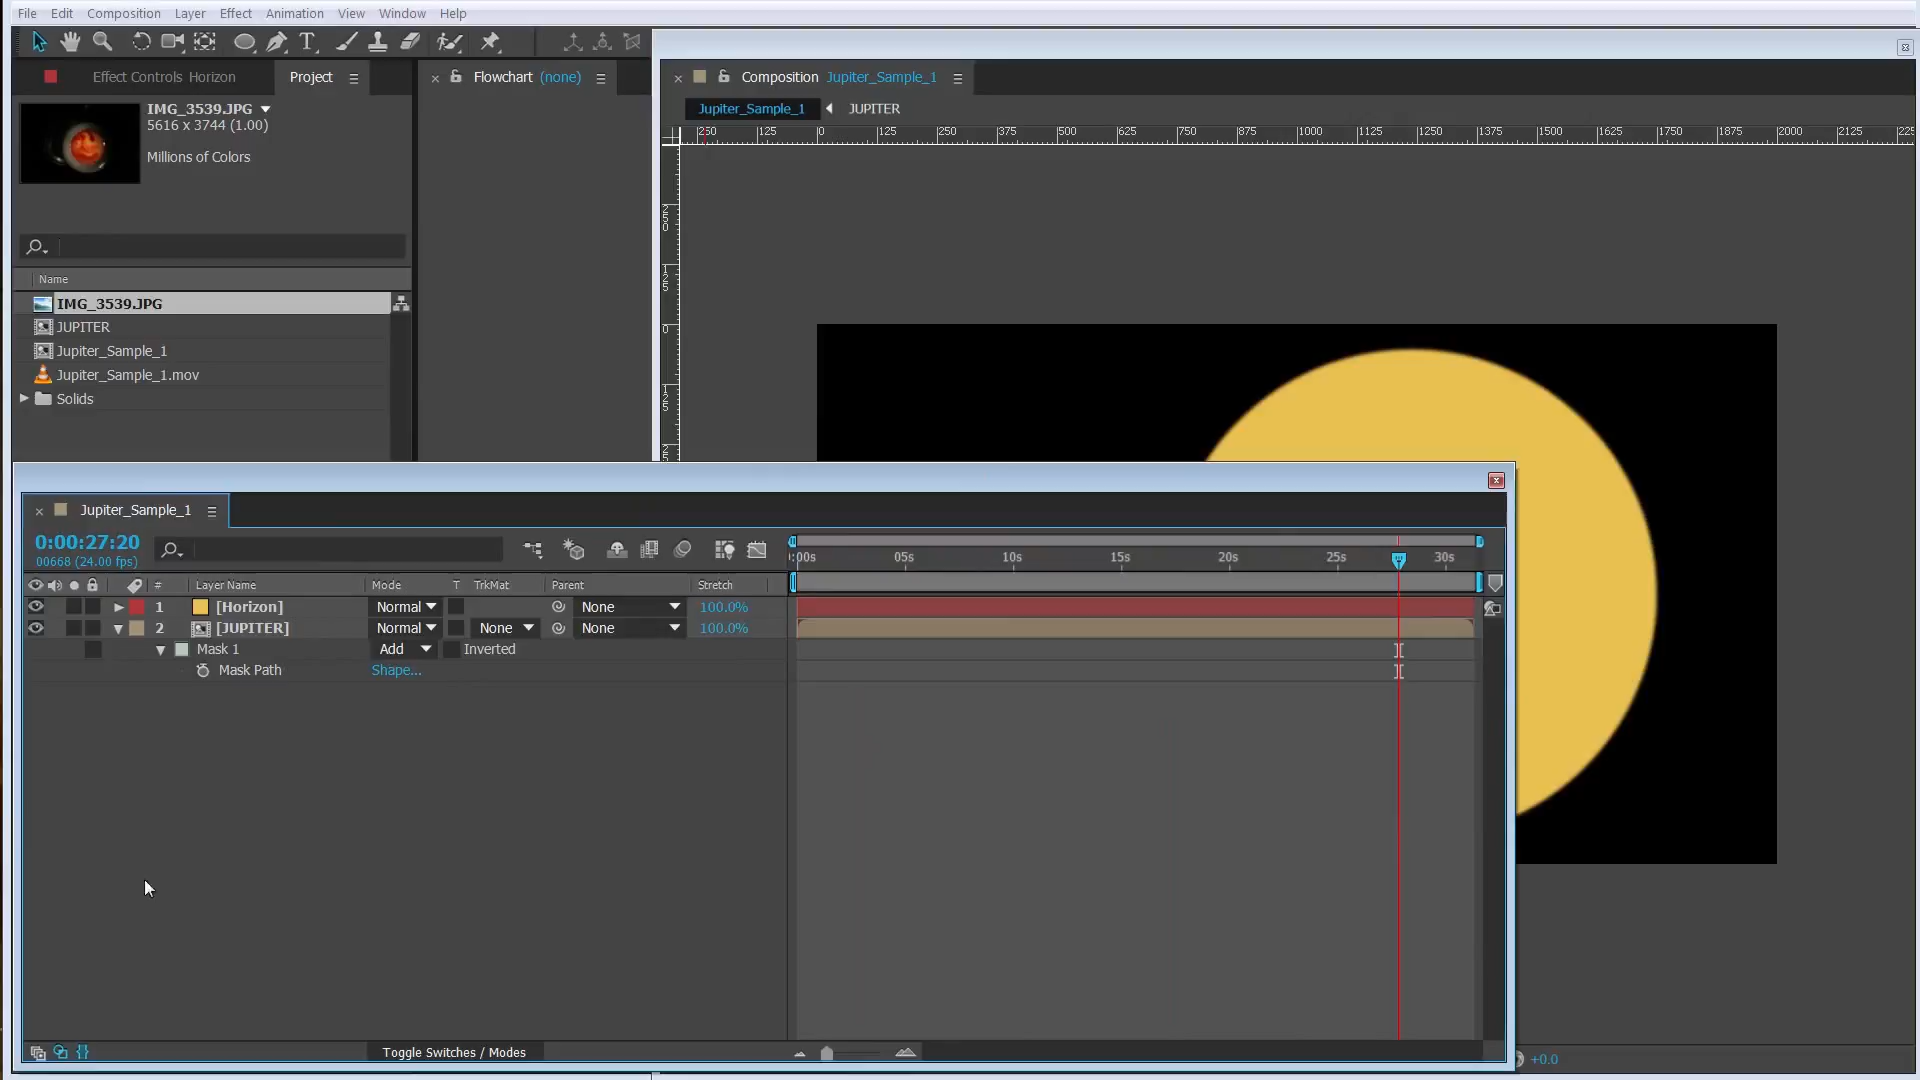 File Edit Composition Layer Effect Animation View Window Help
Effect Controls Horizon
Project
Flowchart (none)
Composition Jupiter_Sample_1
IMG_3539.JPG
5616 x 3744 (1.00)
Millions of Colors
Jupiter_Sample_1
JUPITER
250 125 0 125 250 375 500 625 750 875 1000 1125 1250 1375 1500 1625 1750 1875 2000 2125 225
250
125
0
125
25
Name
IMG_3539.JPG
JUPITER
Jupiter_Sample_1
Jupiter_Sample_1.mov
Solids
Jupiter_Sample_1
0:00:27:20
00668 (24.00 fps)
:00s 05s 10s 15s 20s 25s 30s
# Layer Name Mode T TrkMat Parent Stretch
1 [Horizon] Normal None 100.0%
2 [JUPITER] Normal None None 100.0%
Mask 1 Add Inverted
Mask Path Shape...
Toggle Switches / Modes
+0.0